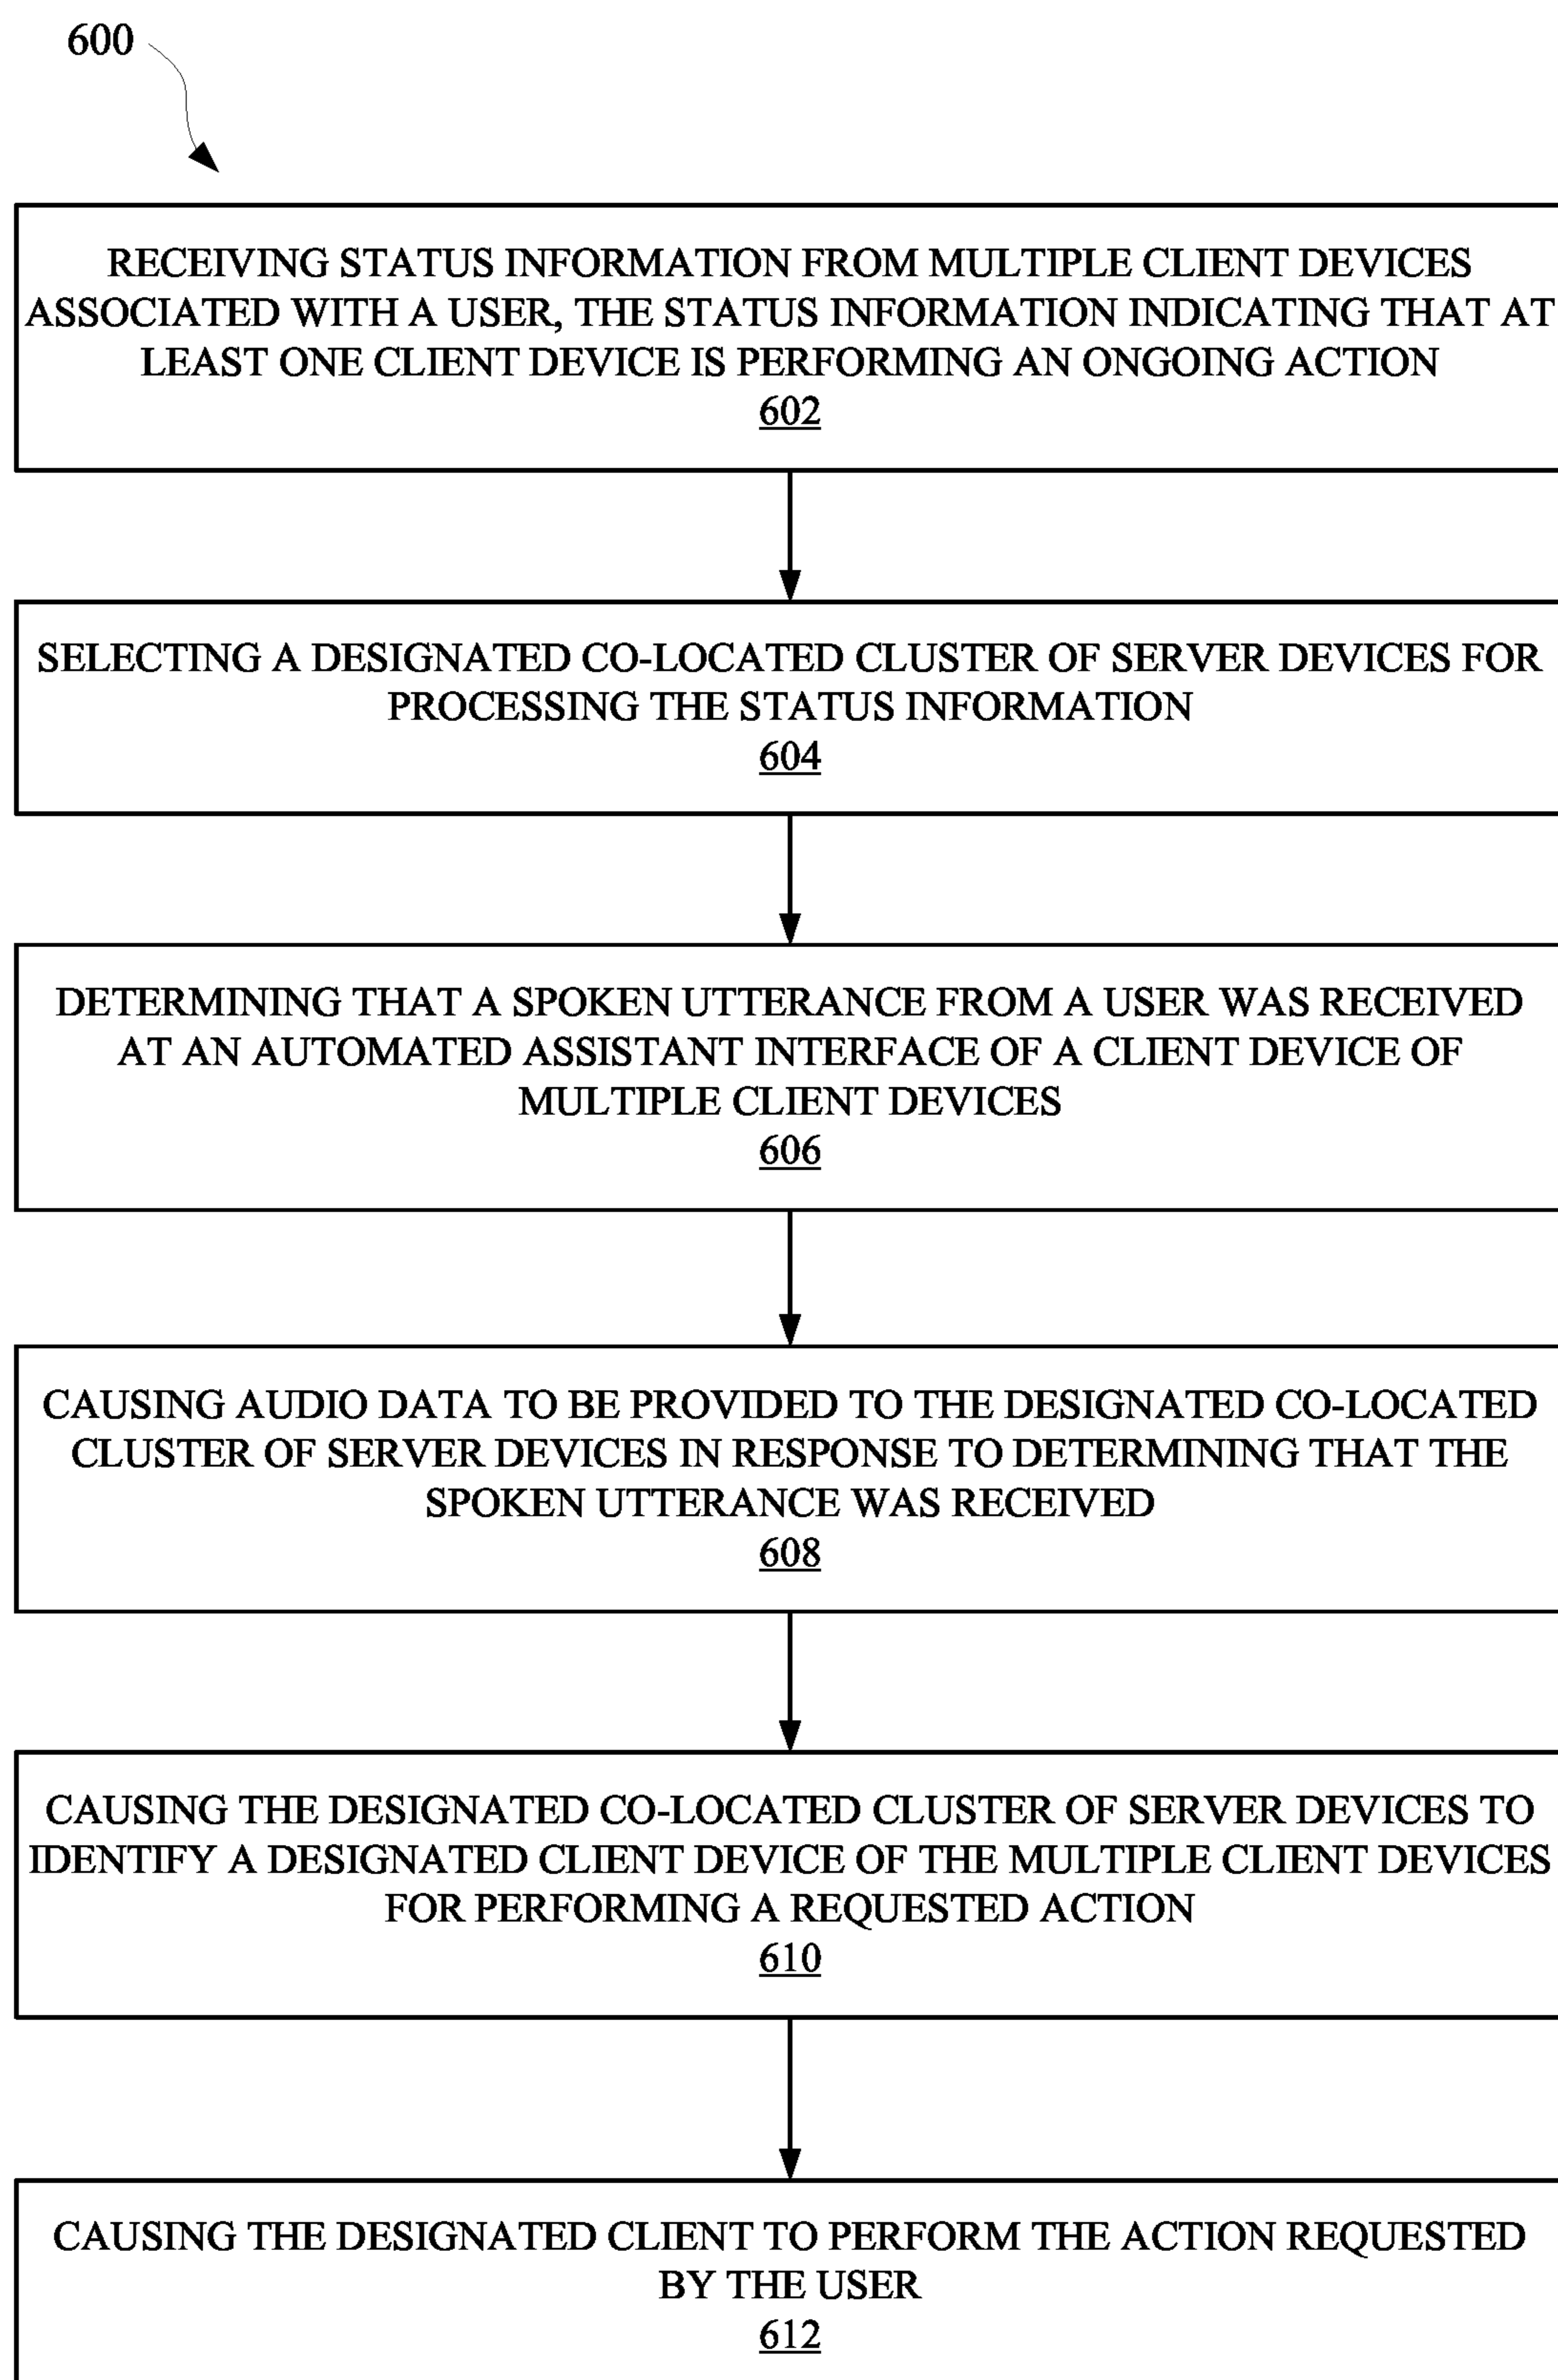 600
RECEIVING STATUS INFORMATION FROM MULTIPLE CLIENT DEVICES
ASSOCIATED WITH A USER, THE STATUS INFORMATION INDICATING THAT AT
LEAST ONE CLIENT DEVICE IS PERFORMING AN ONGOING ACTION
602
SELECTING A DESIGNATED CO-LOCATED CLUSTER OF SERVER DEVICES FOR
PROCESSING THE STATUS INFORMATION
604
DETERMINING THAT A SPOKEN UTTERANCE FROM A USER WAS RECEIVED
AT AN AUTOMATED ASSISTANT INTERFACE OF A CLIENT DEVICE OF
MULTIPLE CLIENT DEVICES
606
CAUSING AUDIO DATA TO BE PROVIDED TO THE DESIGNATED CO-LOCATED
CLUSTER OF SERVER DEVICES IN RESPONSE TO DETERMINING THAT THE
SPOKEN UTTERANCE WAS RECEIVED
608
CAUSING THE DESIGNATED CO-LOCATED CLUSTER OF SERVER DEVICES TO
IDENTIFY A DESIGNATED CLIENT DEVICE OF THE MULTIPLE CLIENT DEVICES
FOR PERFORMING A REQUESTED ACTION
610
CAUSING THE DESIGNATED CLIENT TO PERFORM THE ACTION REQUESTED
BY THE USER
612